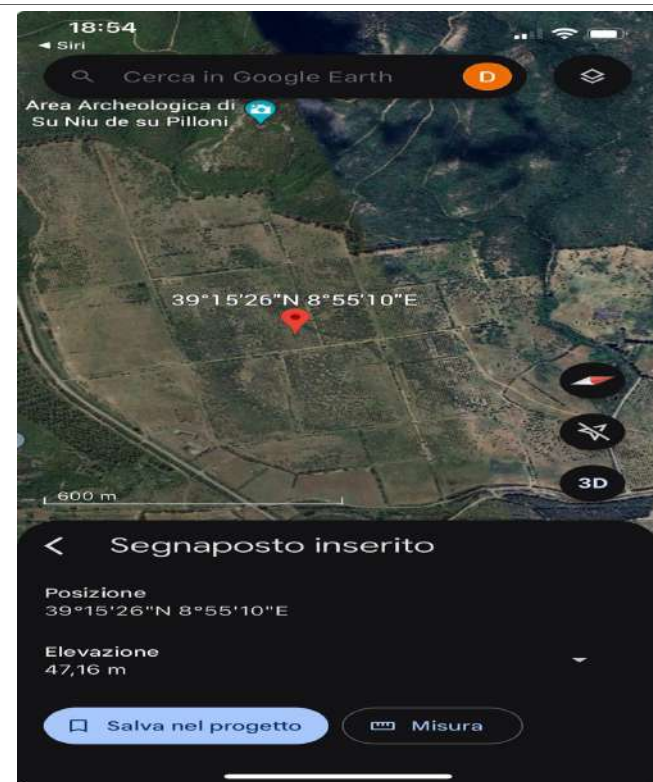 18:54
◄ Siri
Cerca in Google Earth
D
Area Archeologica di
Su Niu de su Pilloni
39°15'26"N 8°55'10"E
3D
600 m
Segnaposto inserito
Posizione
39°15'26"N 8°55'10"E
Elevazione
47,16 m
Salva nel progetto
Misura